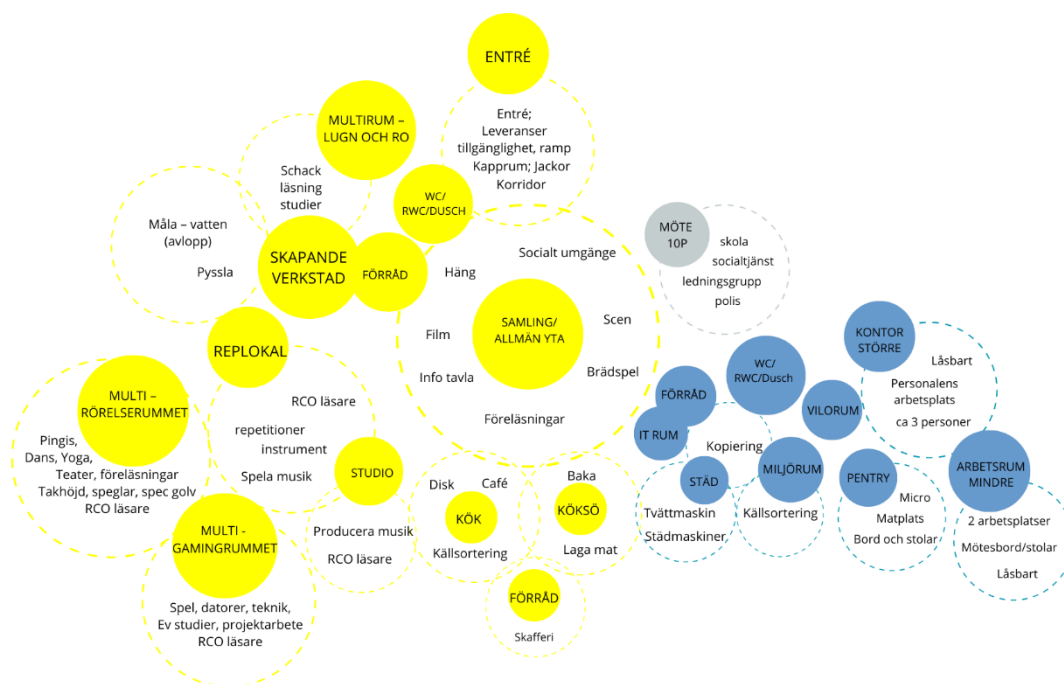 ENTRÉ
Entré;
Leveranser
tillgänglighet, ramp
Kapprum; Jackor
Korridor
MULTIRUM –
LUGN OCH RO
Schack
läsning
studier
WC/
RWC/DUSCH
Måla – vatten
(avlopp)
Pyssla
SKAPANDE
VERKSTAD
FÖRRÅD
Socialt umgänge
Häng
SAMLING/
ALLMÄN YTA
Scen
Film
Info tavla
Brädspel
Föreläsningar
MÖTE
10P
skola
socialtjänst
ledningsgrupp
polis
REPLOKAL
RCO läsare
repetitioner
instrument
Spela musik
MULTI –
RÖRELSERUMMET
Pingis,
Dans, Yoga,
Teater, föreläsningar
Takhöjd, speglar, spec golv
RCO läsare
STUDIO
Producera musik
RCO läsare
MULTI -
GAMINGRUMMET
Spel, datorer, teknik,
Ev studier, projektarbete
RCO läsare
Disk
Café
KÖK
Källsortering
Baka
KÖKSÖ
Laga mat
FÖRRÅD
Skafferi
KONTOR
STÖRRE
Låsbart
Personalens
arbetsplats
ca 3 personer
WC/
RWC/Dusch
FÖRRÅD
VILORUM
IT RUM
Kopiering
STÄD
Tvättmaskin
Städmaskiner
MILJÖRUM
Källsortering
PENTRY
Micro
Matplats
Bord och stolar
ARBETSRUM
MINDRE
2 arbetsplatser
Mötesbord/stolar
Låsbart